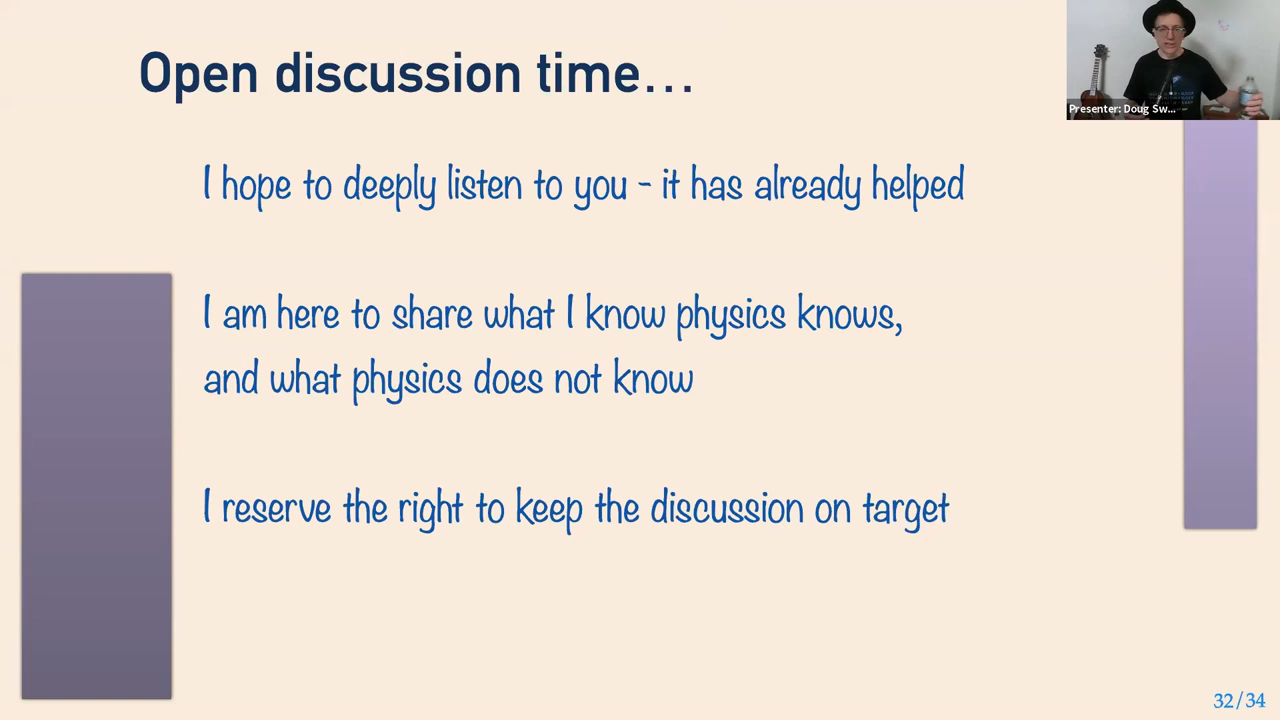 Open discussion time...
Presenter: Doug Sw...
I hope to deeply listen to you - it has already helped
I am here to share what I know physics knows,
and what physics does not know
I reserve the right to keep the discussion on target
32/34